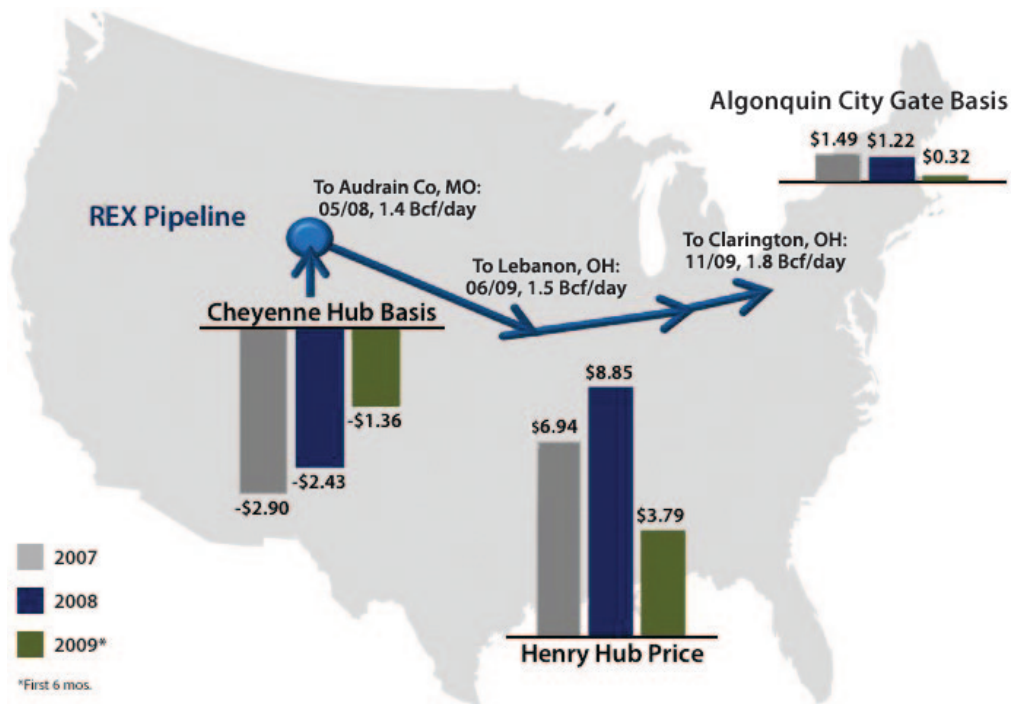 Algonquin City Gate Basis
$1.49
$1.22
$0.32
To Audrain Co, MO:
05/08, 1.4 Bcf/day
REX Pipeline
To Clarington, OH:
11/09, 1.8 Bcf/day
To Lebanon, OH:
06/09, 1.5 Bcf/day
Cheyenne Hub Basis
-$1.36
-$2.43
-$2.90
$8.85
$6.94
$3.79
2007
2008
2009*
Henry Hub Price
*First 6 mos.